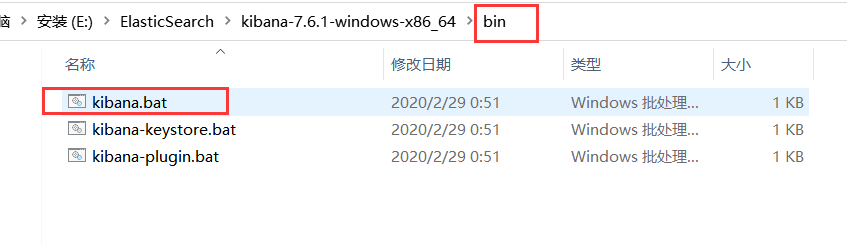 脑 › 安装 (E:) › ElasticSearch › kibana-7.6.1-windows-x86_64 › bin
名称 修改日期 类型 大小
kibana.bat 2020/2/29 0:51 Windows 批处理... 1 KB
kibana-keystore.bat 2020/2/29 0:51 Windows 批处理... 1 KB
kibana-plugin.bat 2020/2/29 0:51 Windows 批处理... 1 KB